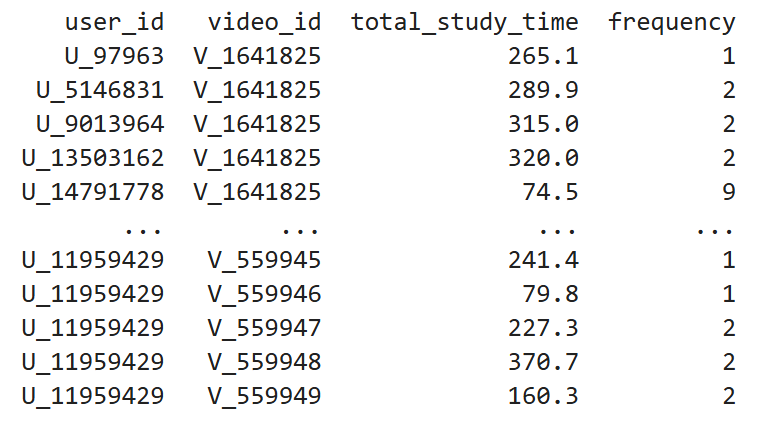 user_id video_id total_study_time frequency
U_97963 V_1641825 265.1 1
U_5146831 V_1641825 289.9 2
U_9013964 V_1641825 315.0 2
U_13503162 V_1641825 320.0 2
U_14791778 V_1641825 74.5 9
... ... ... ...
U_11959429 V_559945 241.4 1
U_11959429 V_559946 79.8 1
U_11959429 V_559947 227.3 2
U_11959429 V_559948 370.7 2
U_11959429 V_559949 160.3 2